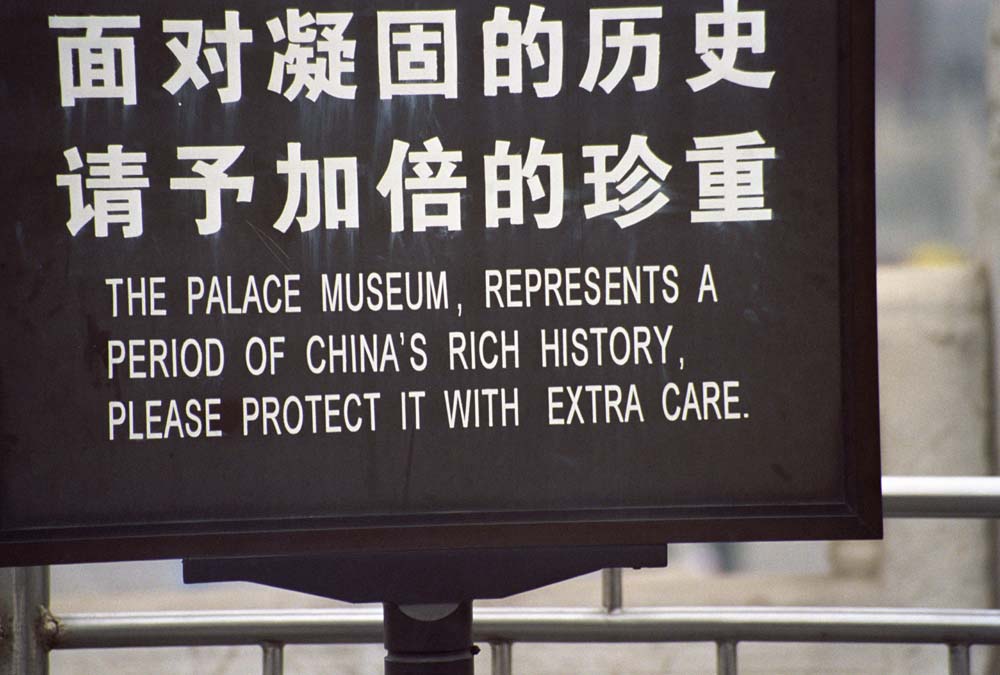 面对凝固的历史
请予加倍的珍重
THE PALACE MUSEUM, REPRESENTS A
PERIOD OF CHINA'S RICH HISTORY,
PLEASE PROTECT IT WITH EXTRA CARE.